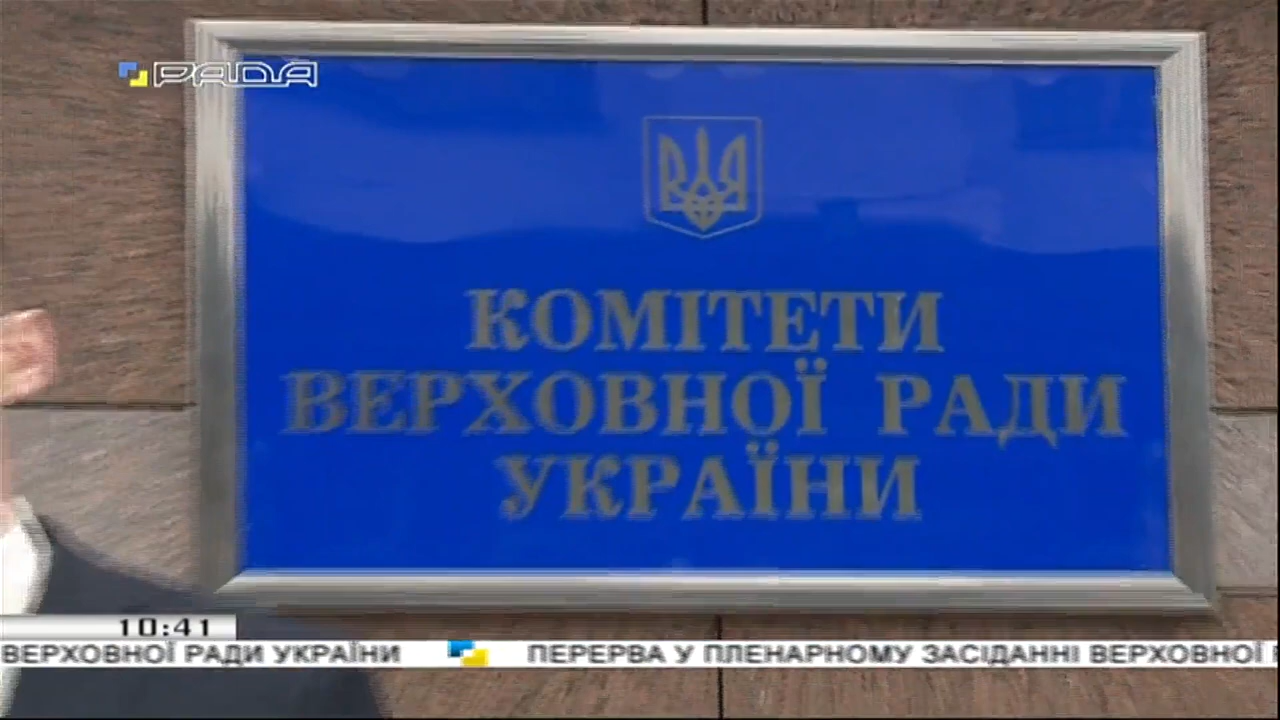 РАДА
КОМІТЕТИ
ВЕРХОВНОЇ РАДИ
УКРАЇНИ
10:41
ВЕРХОВНОЇ РАДИ УКРАЇНИ ПЕРЕРВА У ПЛЕНАРНОМУ ЗАСІДАННІ ВЕРХОВНОЇ